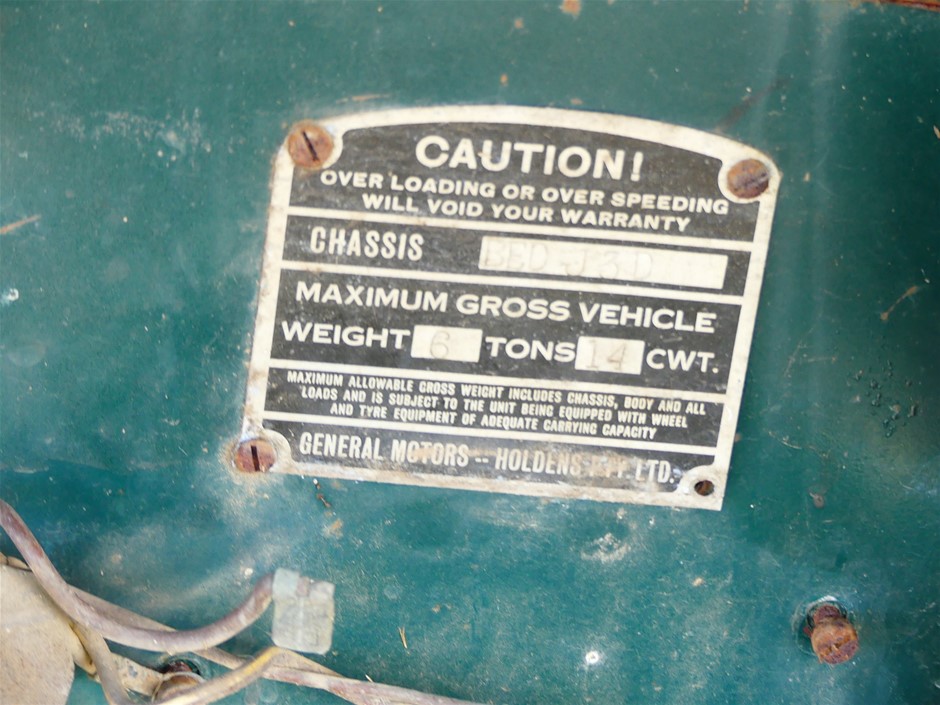 CAUTION!
OVER LOADING OR OVER SPEEDING
WILL VOID YOUR WARRANTY
CHASSIS BED J3D
MAXIMUM GROSS VEHICLE
WEIGHT 6 TONS 14 CWT.
MAXIMUM ALLOWABLE GROSS WEIGHT INCLUDES CHASSIS, BODY AND ALL
LOADS AND IS SUBJECT TO THE UNIT BEING EQUIPPED WITH WHEEL
AND TYRE EQUIPMENT OF ADEQUATE CARRYING CAPACITY
GENERAL MOTORS -- HOLDENS PTY. LTD.